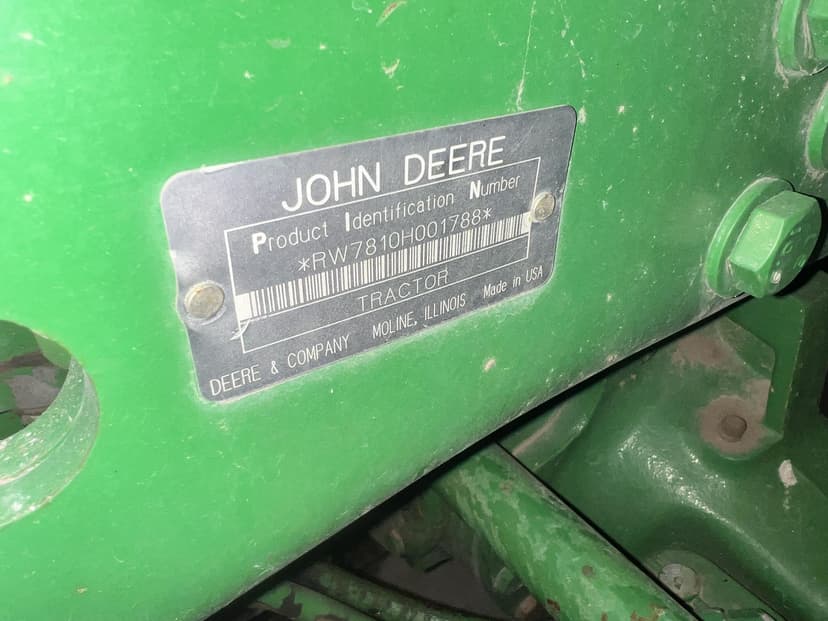 JOHN DEERE
Product Identification Number
*RW7810H001788*
TRACTOR
DEERE & COMPANY MOLINE, ILLINOIS Made in USA